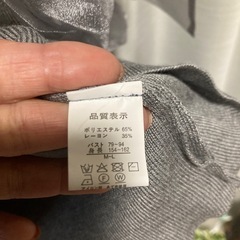 品質表示
ポリエステル 65%
レーヨン 35%
バスト 79-94
身長 154-162
M-L